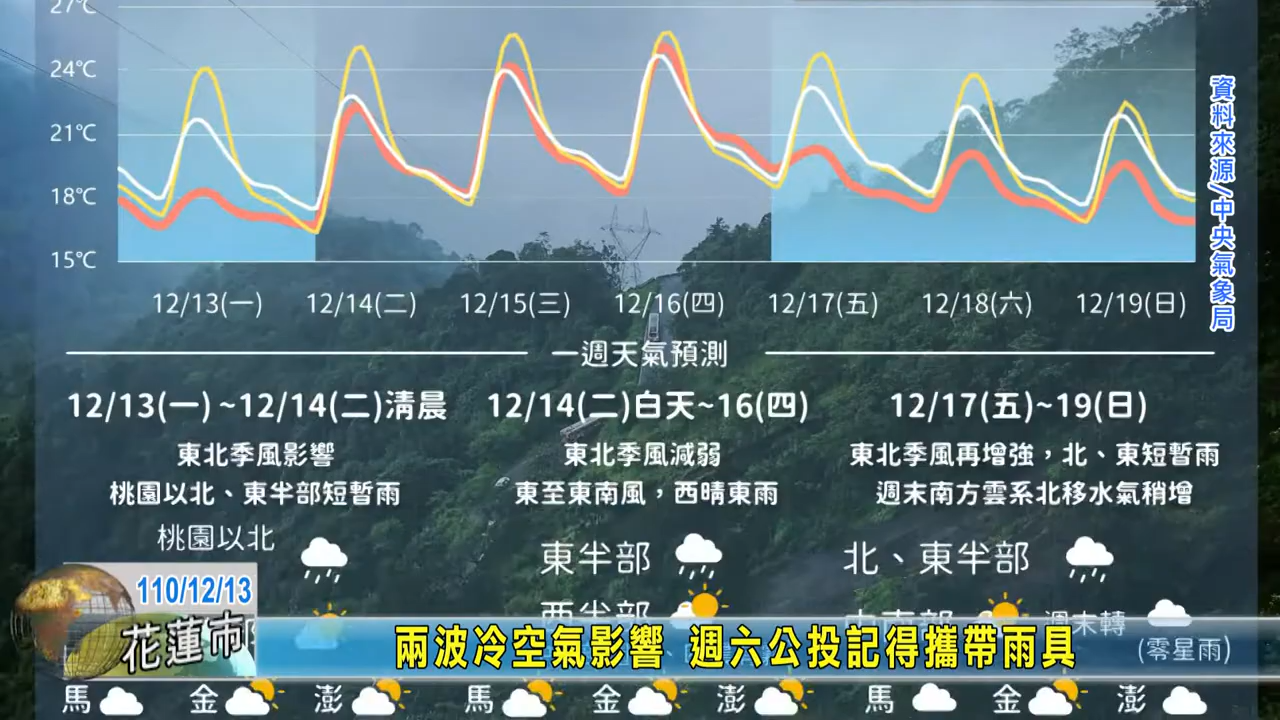 27℃
24℃
21℃
18℃
15℃
資料來源/中央氣象局
12/13(一) 12/14(二) 12/15(三) 12/16(四) 12/17(五) 12/18(六) 12/19(日)
一週天氣預測
12/13(一)~12/14(二)清晨
東北季風影響
桃園以北、東半部短暫雨
桃園以北
12/14(二)白天~16(四)
東北季風減弱
東至東南風，西晴東雨
東半部
西半部
12/17(五)~19(日)
東北季風再增強，北、東短暫雨
週末南方雲系北移水氣稍增
北、東半部
中南部 週末轉
(零星雨)
110/12/13
花蓮市
兩波冷空氣影響 週六公投記得攜帶雨具
馬 金 澎 馬 金 澎 馬 金 澎